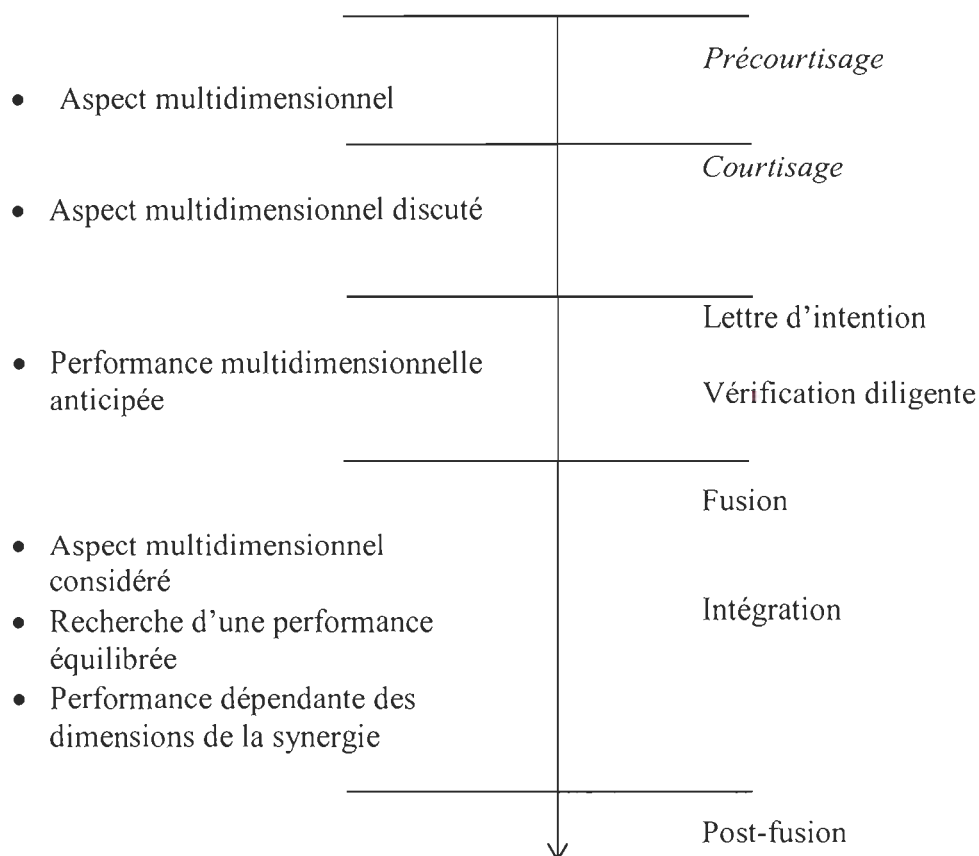 Précourtisage
• Aspect multidimensionnel
Courtisage
• Aspect multidimensionnel discuté
Lettre d’intention
• Performance multidimensionnelle
anticipée
Vérification diligente
Fusion
• Aspect multidimensionnel
considéré
Intégration
• Recherche d’une performance
équilibrée
• Performance dépendante des
dimensions de la synergie
Post-fusion